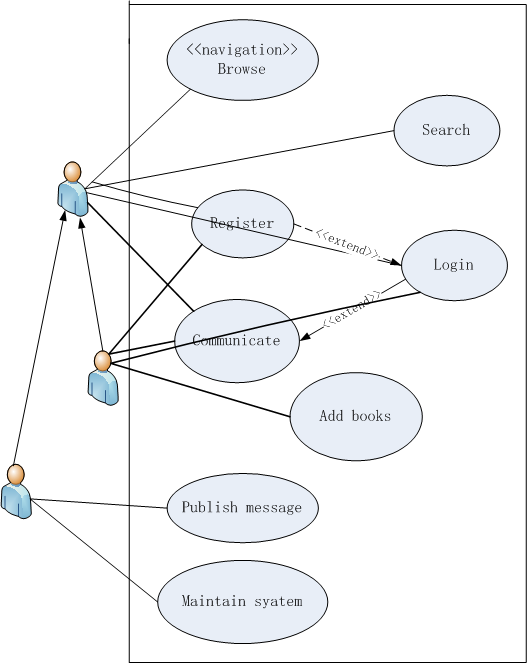 <<navigation>>
Browse
Search
Register
<<extend>>
Login
<<extend>>
Communicate
Add books
Publish message
Maintain syatem